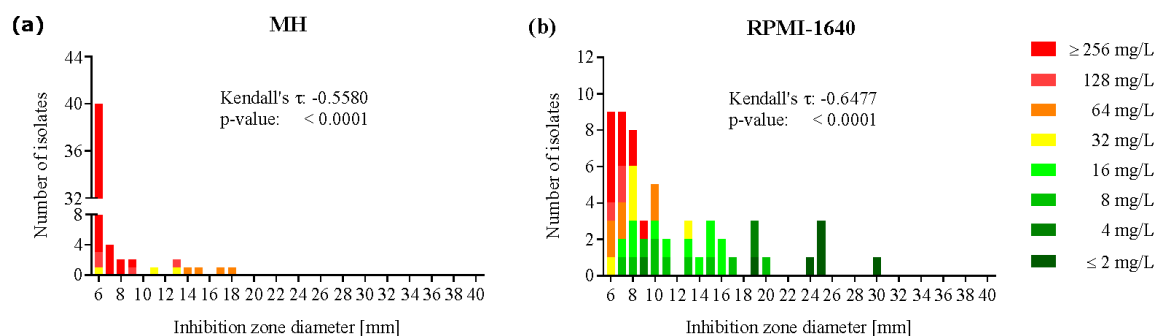 (a)
MH
Number of isolates
44
40
36
32
8
4
0
Kendall's τ: -0.5580
p-value: < 0.0001
6 8 10 12 14 16 18 20 22 24 26 28 30 32 34 36 38 40
Inhibition zone diameter [mm]
(b)
RPMI-1640
Number of isolates
12
10
8
6
4
2
0
Kendall's τ: -0.6477
p-value: < 0.0001
6 8 10 12 14 16 18 20 22 24 26 28 30 32 34 36 38 40
Inhibition zone diameter [mm]
≥ 256 mg/L
128 mg/L
64 mg/L
32 mg/L
16 mg/L
8 mg/L
4 mg/L
≤ 2 mg/L